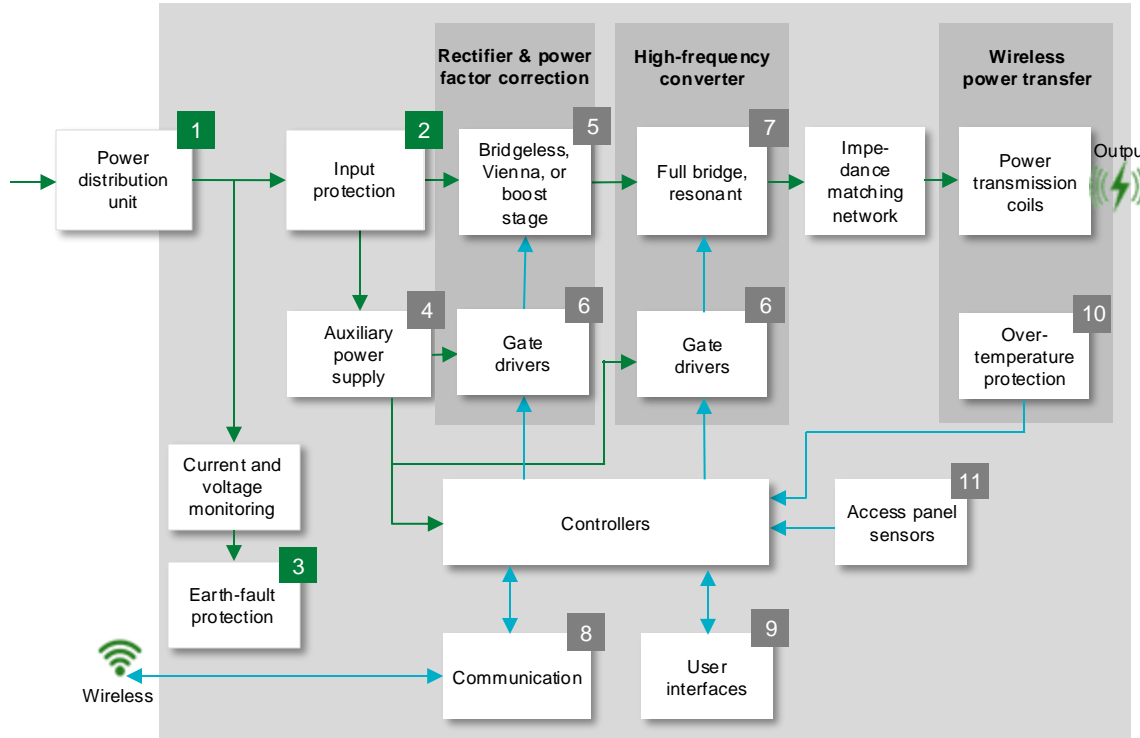 Rectifier & power
factor correction
High-frequency
converter
Wireless
power transfer
1
Power
distribution
unit
2
Input
protection
5
Bridgeless,
Vienna, or
boost
stage
7
Full bridge,
resonant
Impe-
dance
matching
network
Power
transmission
coils
Output
4
Auxiliary
power
supply
6
Gate
drivers
6
Gate
drivers
10
Over-
temperature
protection
Current and
voltage
monitoring
Controllers
11
Access panel
sensors
3
Earth-fault
protection
8
Communication
9
User
interfaces
Wireless